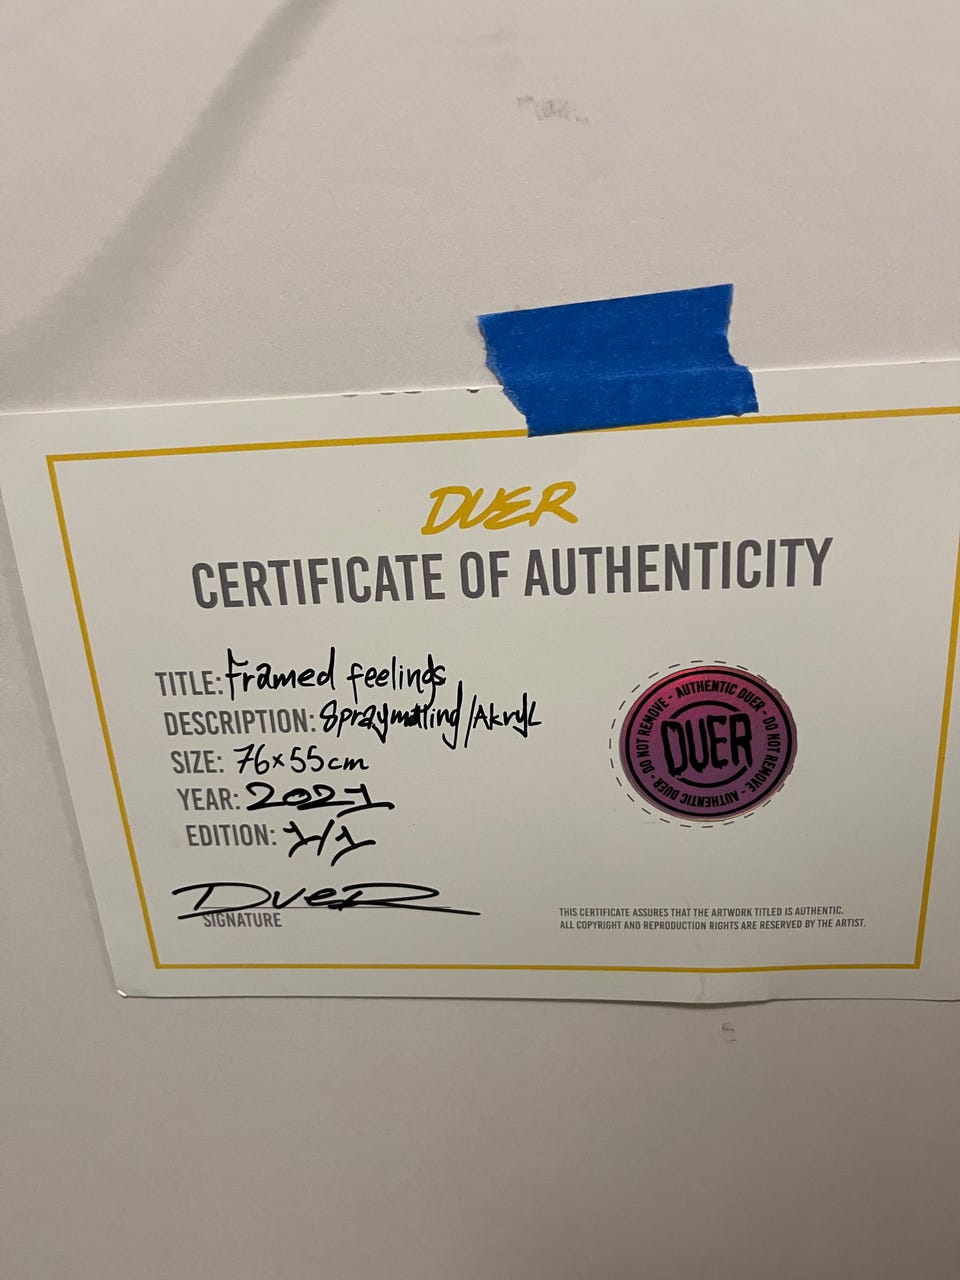 DUER
CERTIFICATE OF AUTHENTICITY
TITLE: Framed feelings
DESCRIPTION: Spraymaling/Akryl
SIZE: 76x55cm
YEAR: 2021
EDITION: 1/1
Duer
SIGNATURE
AUTHENTIC DUER - DO NOT REMOVE - AUTHENTIC DUER - DO NOT REMOVE -
DUER
THIS CERTIFICATE ASSURES THAT THE ARTWORK TITLED IS AUTHENTIC.
ALL COPYRIGHT AND REPRODUCTION RIGHTS ARE RESERVED BY THE ARTIST.